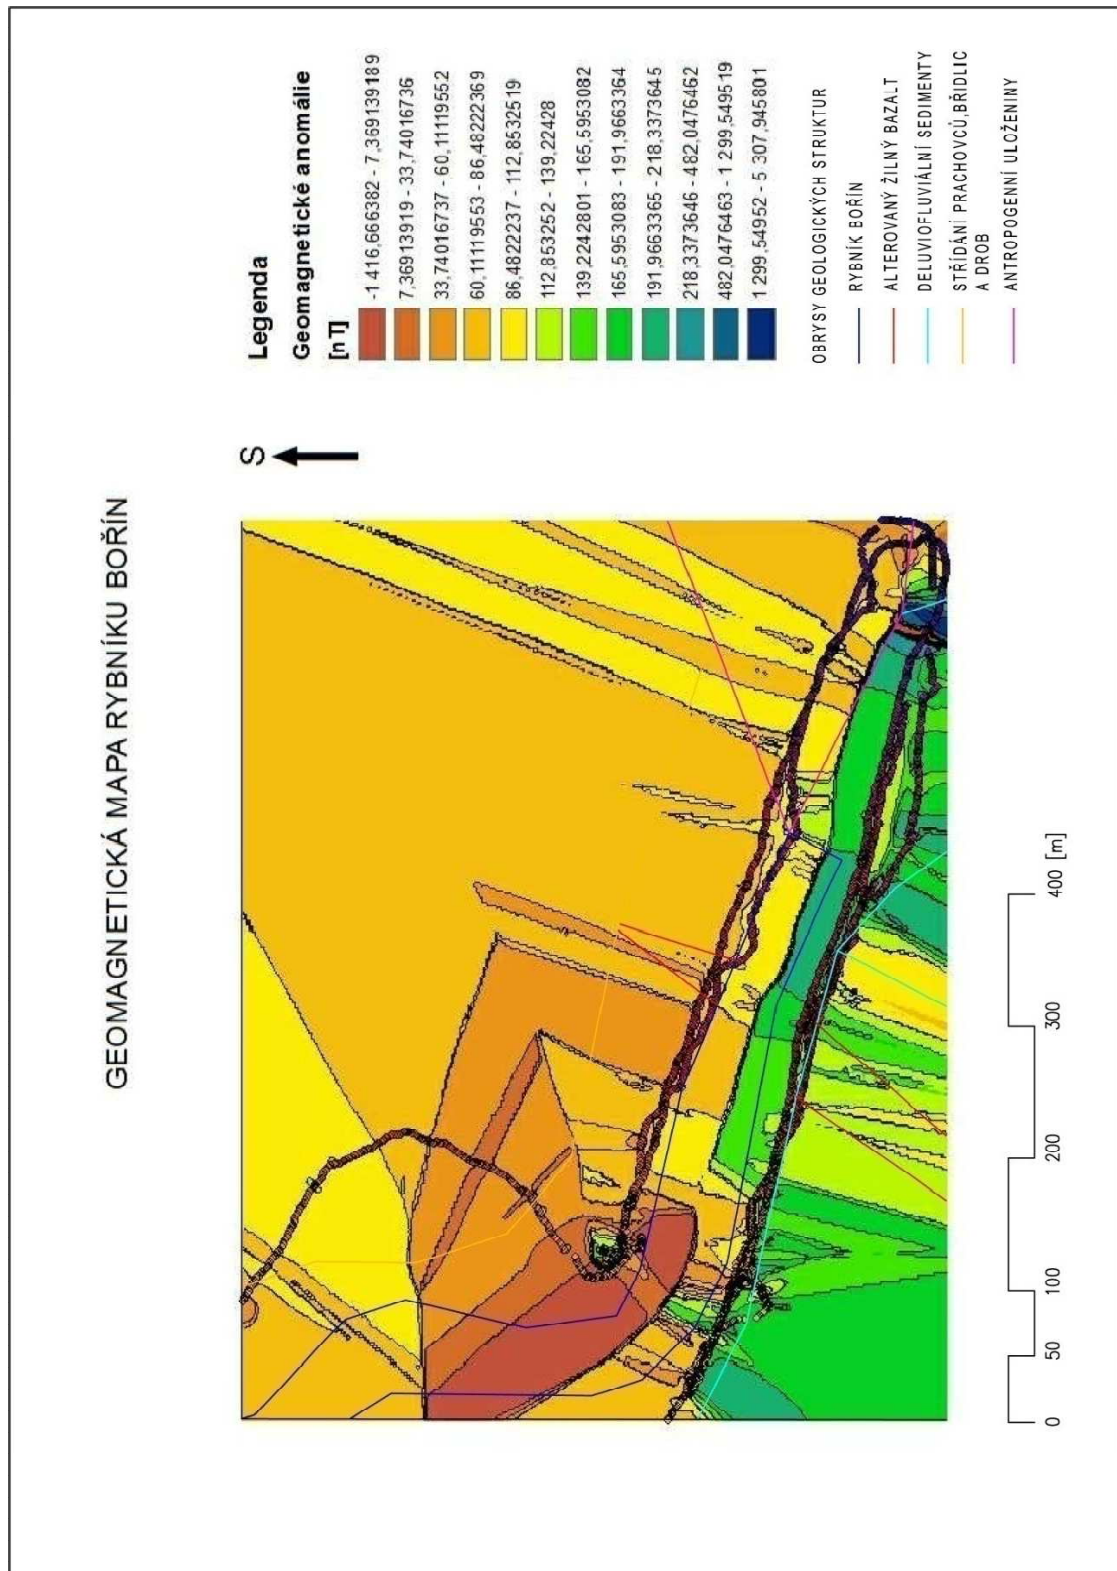 GEOMAGNETICKÁ MAPA RYBNÍKU BOŘÍN
S
Legenda
Geomagnetické anomálie
[nT]
-1 416,666382 - 7,369139189
7,36913919 - 33,74016736
33,74016737 - 60,11119552
60,11119553 - 86,48222369
86,48222237 - 112,8532519
112,853252 - 139,22428
139,2242801 - 165,5953082
165,5953083 - 191,9663364
191,9663365 - 218,3373645
218,3373646 - 482,0476462
482,0476463 - 1 299,549519
1 299,54952 - 5 307,945801
OBRYSY GEOLOGICKÝCH STRUKTUR
RYBNÍK BOŘÍN
ALTEROVANÝ ŽILNÝ BAZALT
DELUVIOFLUVIÁLNÍ SEDIMENTY
STŘÍDÁNÍ PRACHOVCŮ,BŘIDLIC
A DROB
ANTROPOGENNÍ ULOŽENINY
0 50 100 200 300 400 [m]